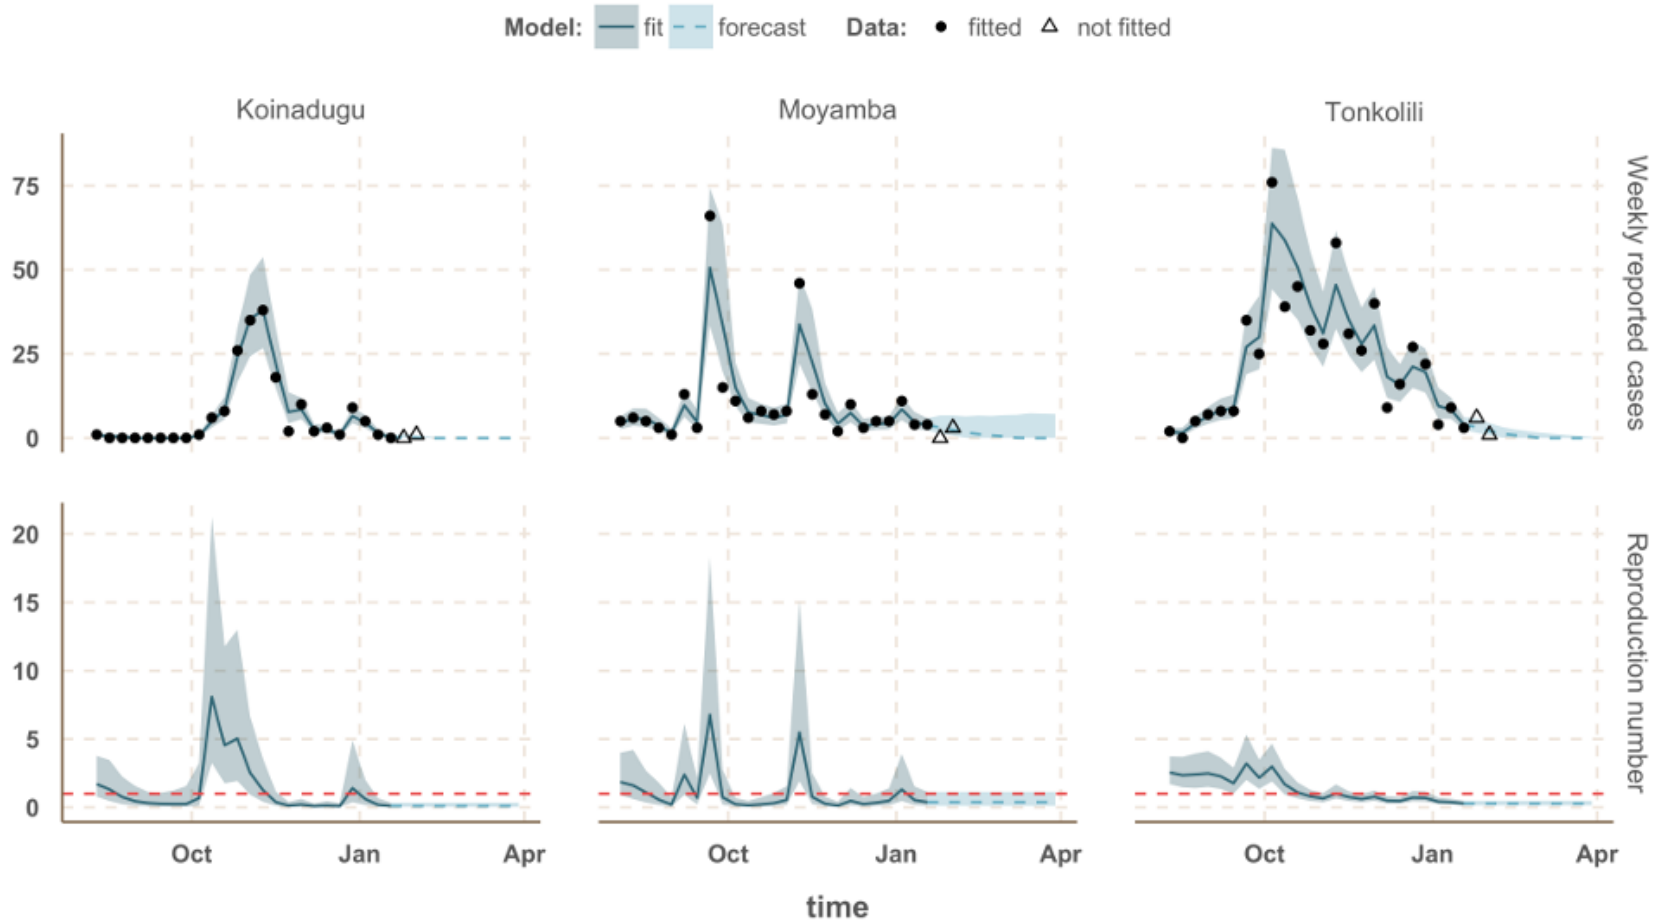 Model: fit forecast Data: fitted not fitted
Koinadugu Moyamba Tonkolili
75
50
25
0
Weekly reported cases
20
15
10
5
0
Reproduction number
Oct Jan Apr Oct Jan Apr Oct Jan Apr
time